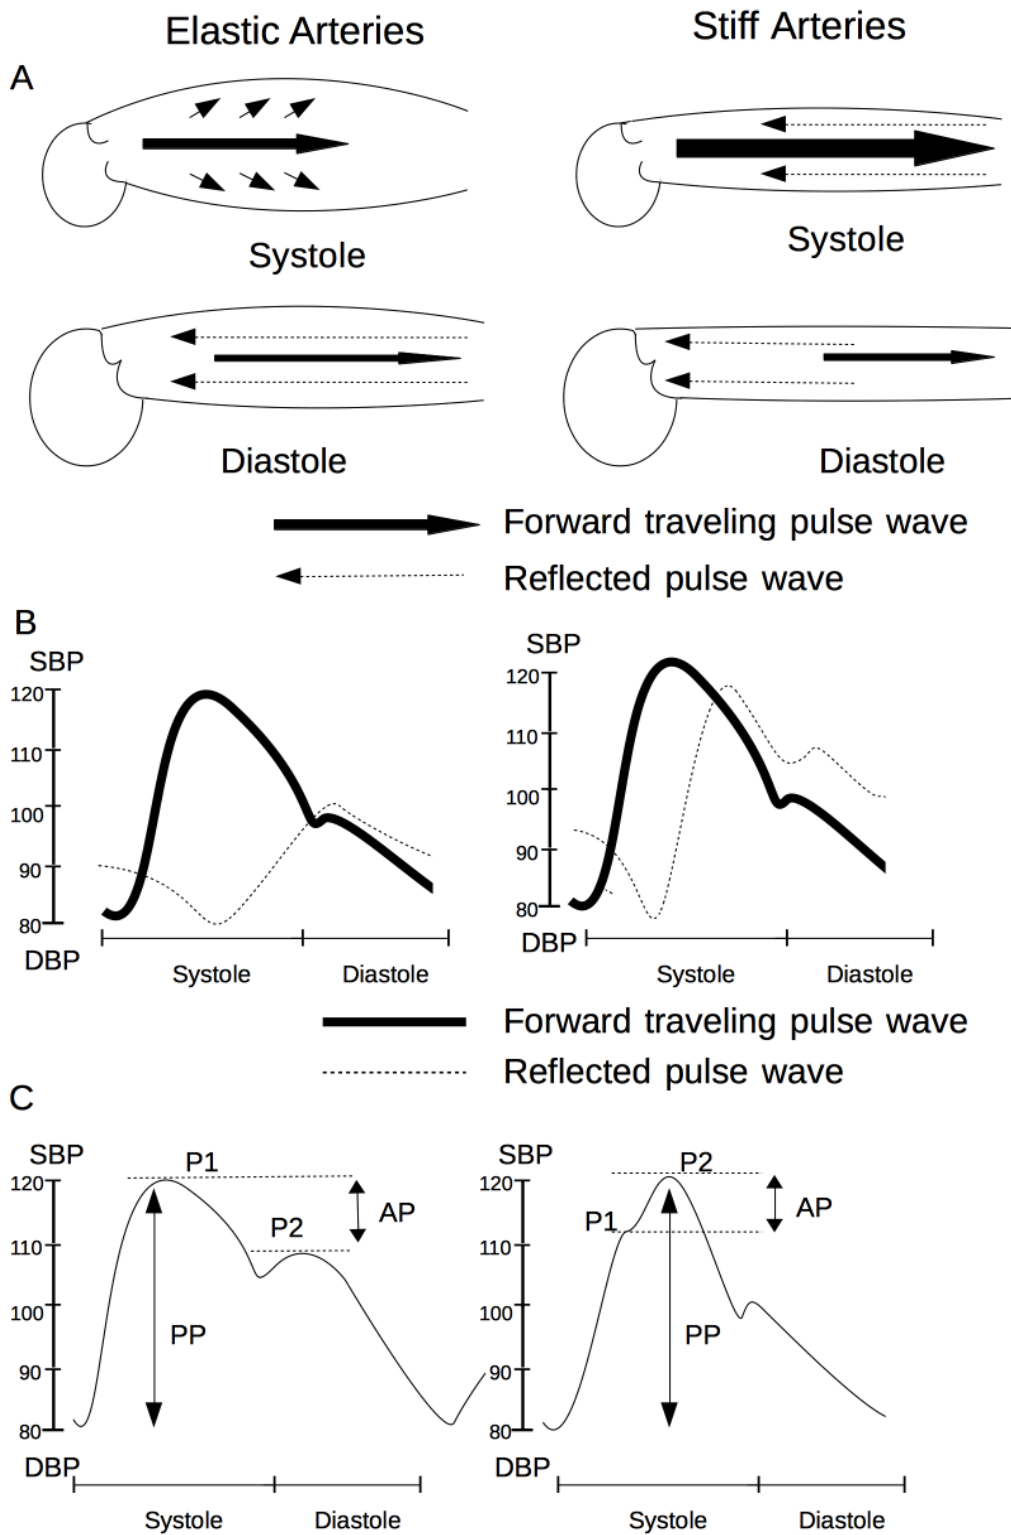 Elastic Arteries
Stiff Arteries
A
Systole
Systole
Diastole
Diastole
Forward traveling pulse wave
Reflected pulse wave
B
SBP
120
110
100
90
80
DBP
Systole
Diastole
SBP
120
110
100
90
80
DBP
Systole
Diastole
Forward traveling pulse wave
Reflected pulse wave
C
SBP
120
110
100
90
80
DBP
P1
P2
AP
PP
Systole
Diastole
SBP
120
110
100
90
80
DBP
P2
P1
AP
PP
Systole
Diastole